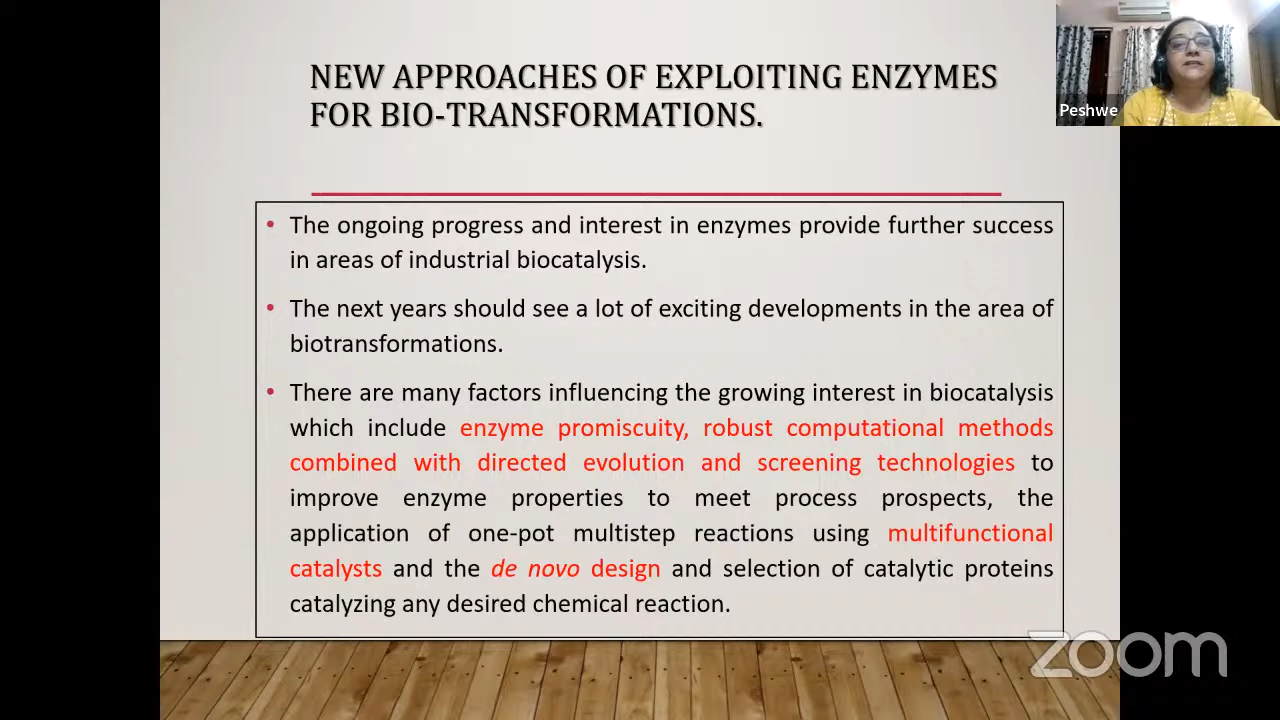 NEW APPROACHES OF EXPLOITING ENZYMES
FOR BIO-TRANSFORMATIONS.
Peshwe
• The ongoing progress and interest in enzymes provide further success
in areas of industrial biocatalysis.
• The next years should see a lot of exciting developments in the area of
biotransformations.
• There are many factors influencing the growing interest in biocatalysis
which include enzyme promiscuity, robust computational methods
combined with directed evolution and screening technologies to
improve enzyme properties to meet process prospects, the
application of one-pot multistep reactions using multifunctional
catalysts and the de novo design and selection of catalytic proteins
catalyzing any desired chemical reaction.
zoom